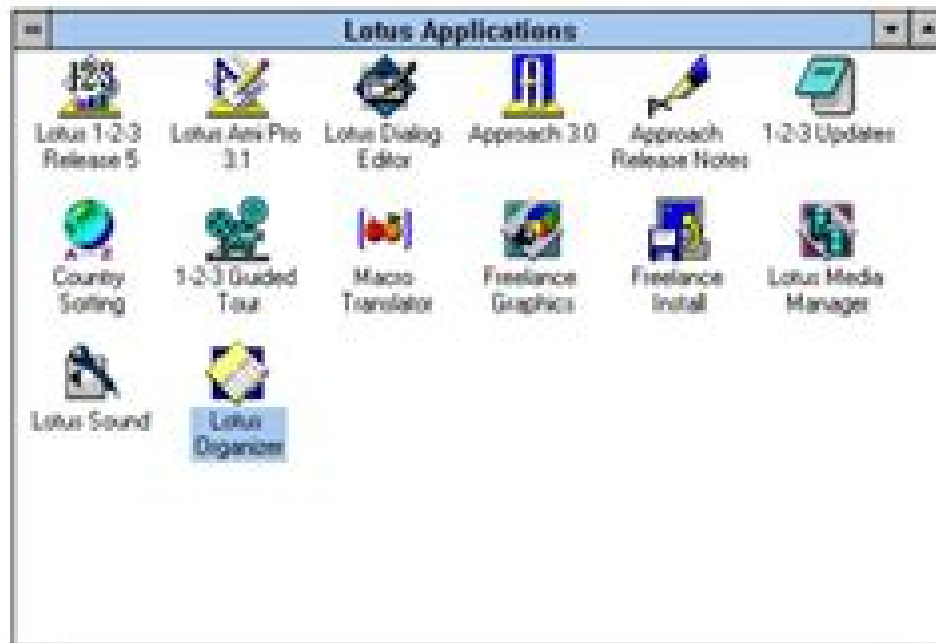 Lotus Applications
123
Lotus 1-2-3 Lotus Ami Pro Lotus Dialog Approach 3.0 Approach 1-2-3 Updates
Release 5 3.1 Editor Release Notes
A Z
Country 1-2-3 Guided Macro Freelance Freelance Lotus Media
Sorting Tour Translator Graphics Install Manager
Lotus Sound Lotus
Organizer